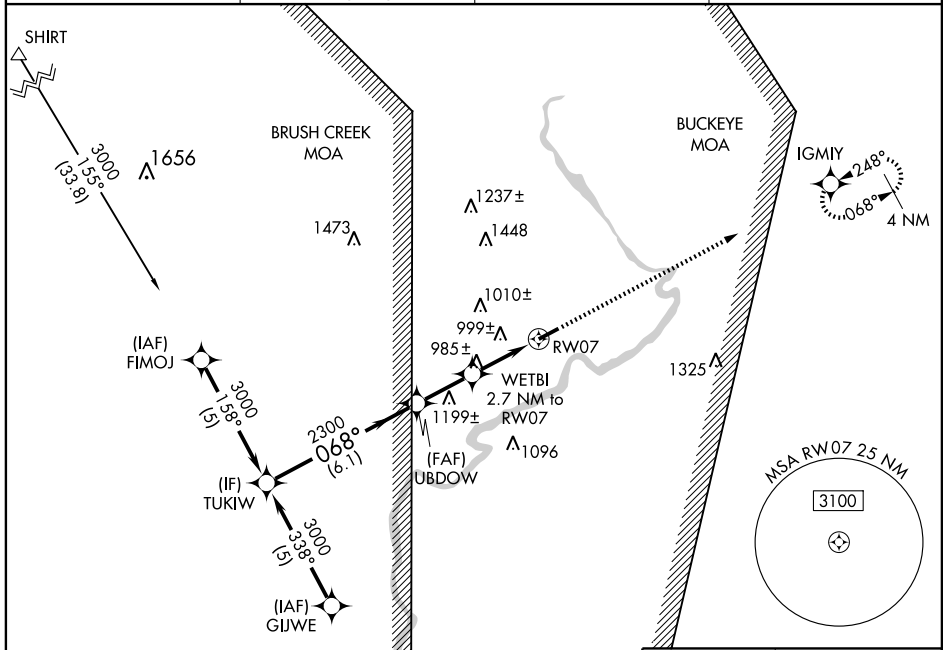 SHIRT
3000
155°
(33.8)
1656
BRUSH CREEK
MOA
BUCKEYE
MOA
IGMIY
248°
068°
4 NM
1237±
1473
1448
1010±
999±
985±
RW07
WETBI
2.7 NM to
RW07
1325
1199±
1096
(IAF)
FIMOJ
3000
158°
(5)
2300
068°
(6.1)
(FAF)
UBDOW
(IF)
TUKIW
3000
338°
(5)
(IAF)
GIJWE
MSA RW07 25 NM
3100